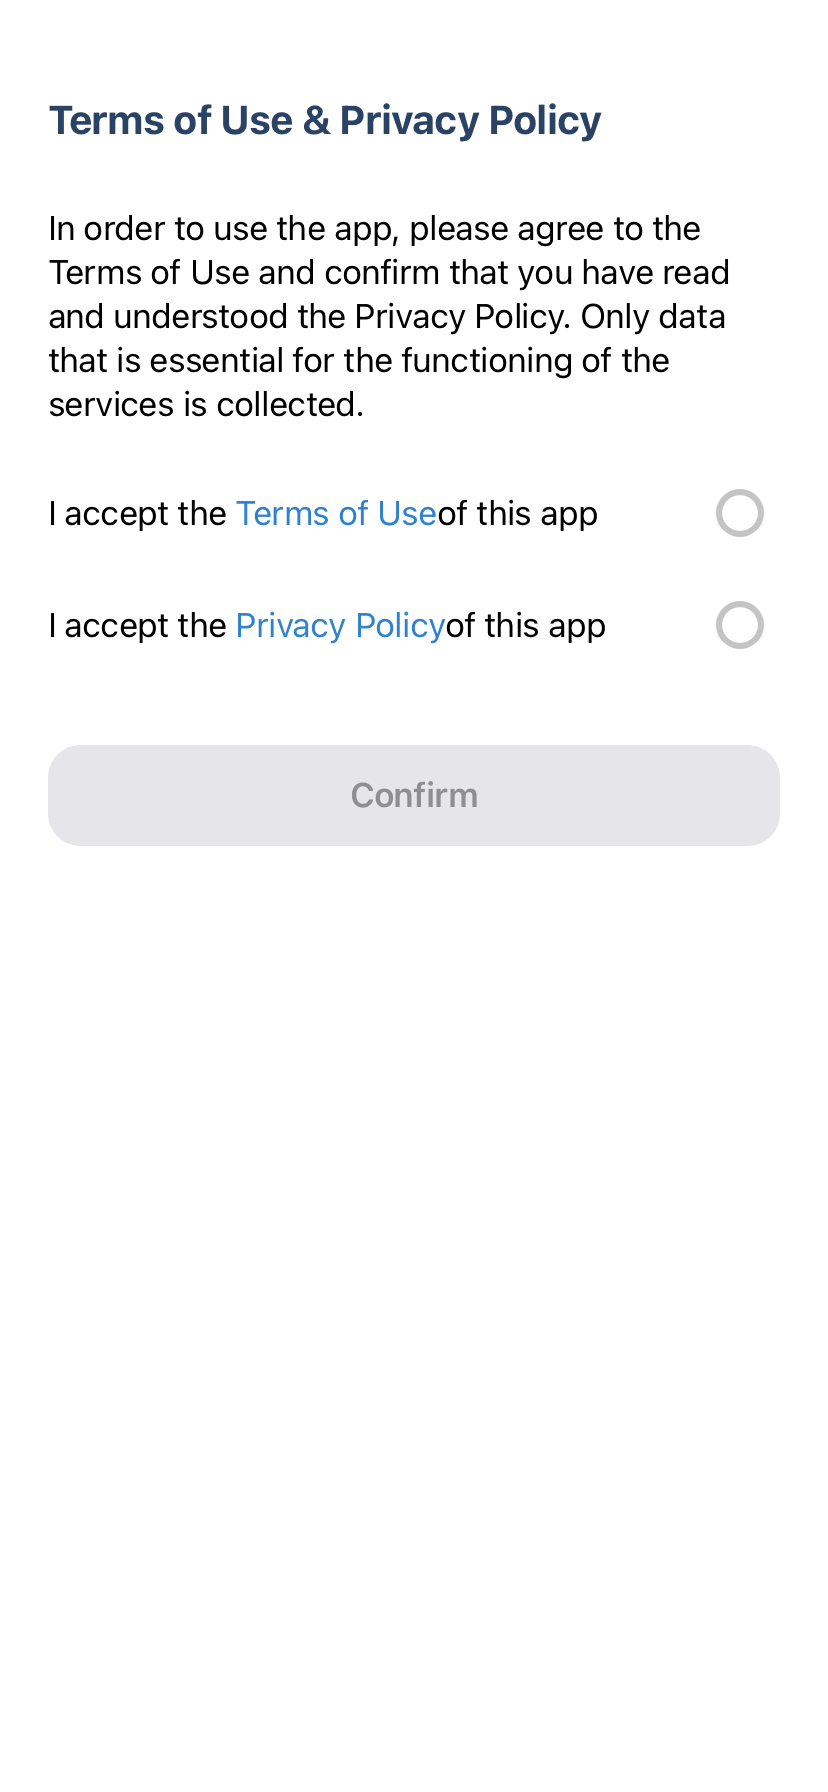 Terms of Use & Privacy Policy
In order to use the app, please agree to the
Terms of Use and confirm that you have read
and understood the Privacy Policy. Only data
that is essential for the functioning of the
services is collected.
I accept the Terms of Useof this app
I accept the Privacy Policyof this app
Confirm